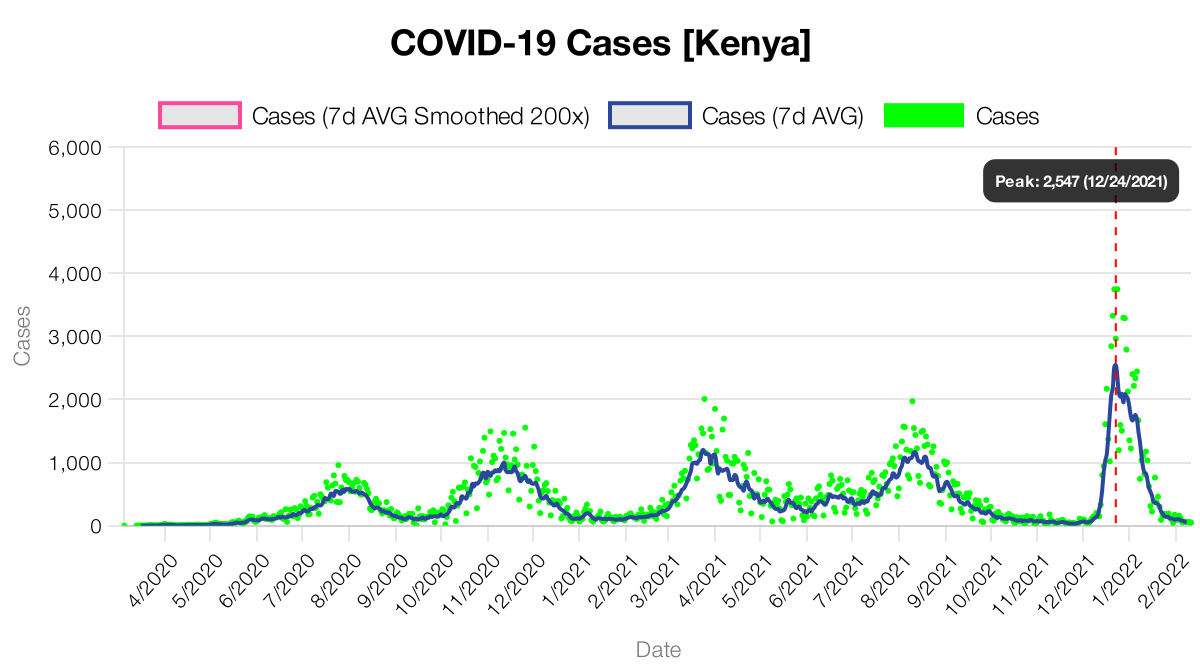 COVID-19 Cases [Kenya]
Cases (7d AVG Smoothed 200x) Cases (7d AVG) Cases
6,000
Peak: 2,547 (12/24/2021)
5,000
4,000
3,000
2,000
1,000
0
Cases
4/2020 5/2020 6/2020 7/2020 8/2020 9/2020 10/2020 11/2020 12/2020 1/2021 2/2021 3/2021 4/2021 5/2021 6/2021 7/2021 8/2021 9/2021 10/2021 11/2021 12/2021 1/2022 2/2022
Date